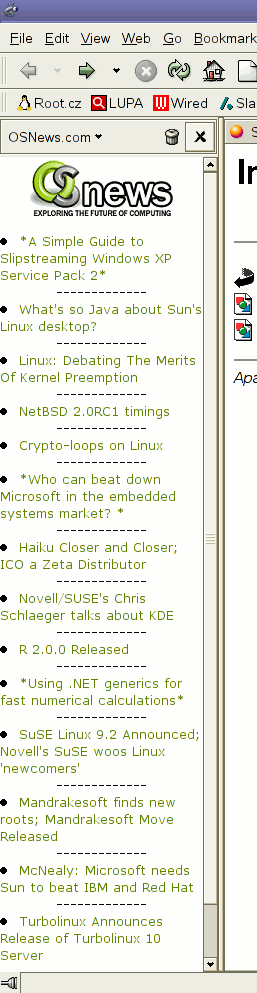 File Edit View Web Go Bookmark
Root.cz LUPA Wired Sla
OSNews.com
S
OSnews
EXPLORING THE FUTURE OF COMPUTING
In
Apa
• *A Simple Guide to
Slipstreaming Windows XP
Service Pack 2*
-------------
• What's so Java about Sun's
Linux desktop?
-------------
• Linux: Debating The Merits
Of Kernel Preemption
-------------
• NetBSD 2.0RC1 timings
-------------
• Crypto-loops on Linux
-------------
• *Who can beat down
Microsoft in the embedded
systems market? *
-------------
• Haiku Closer and Closer;
ICO a Zeta Distributor
-------------
• Novell/SUSE's Chris
Schlaeger talks about KDE
-------------
• R 2.0.0 Released
-------------
• *Using .NET generics for
fast numerical calculations*
-------------
• SuSE Linux 9.2 Announced;
Novell's SuSE woos Linux
'newcomers'
-------------
• Mandrakesoft finds new
roots; Mandrakesoft Move
Released
-------------
• McNealy: Microsoft needs
Sun to beat IBM and Red Hat
-------------
• Turbolinux Announces
Release of Turbolinux 10
Server